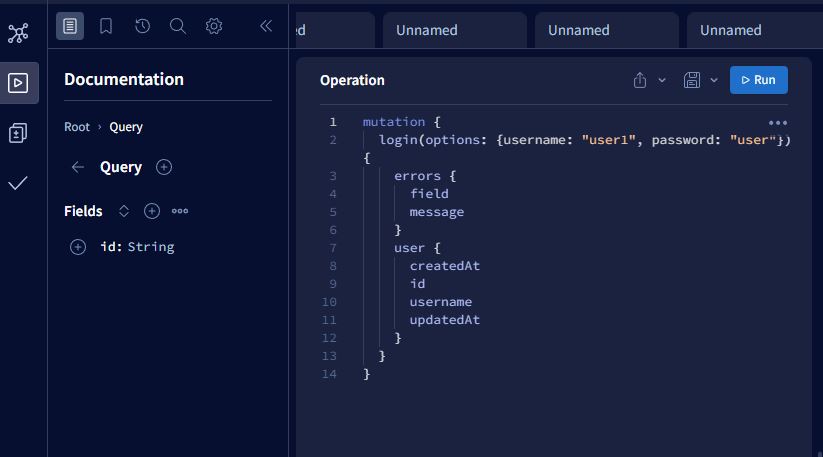 ed
Unnamed
Unnamed
Unnamed
Documentation
Root › Query
Query
Fields
id: String
Operation
Run
1 mutation {
2 login(options: {username: "user1", password: "user"})
{
3 errors {
4 field
5 message
6 }
7 user {
8 createdAt
9 id
10 username
11 updatedAt
12 }
13 }
14 }